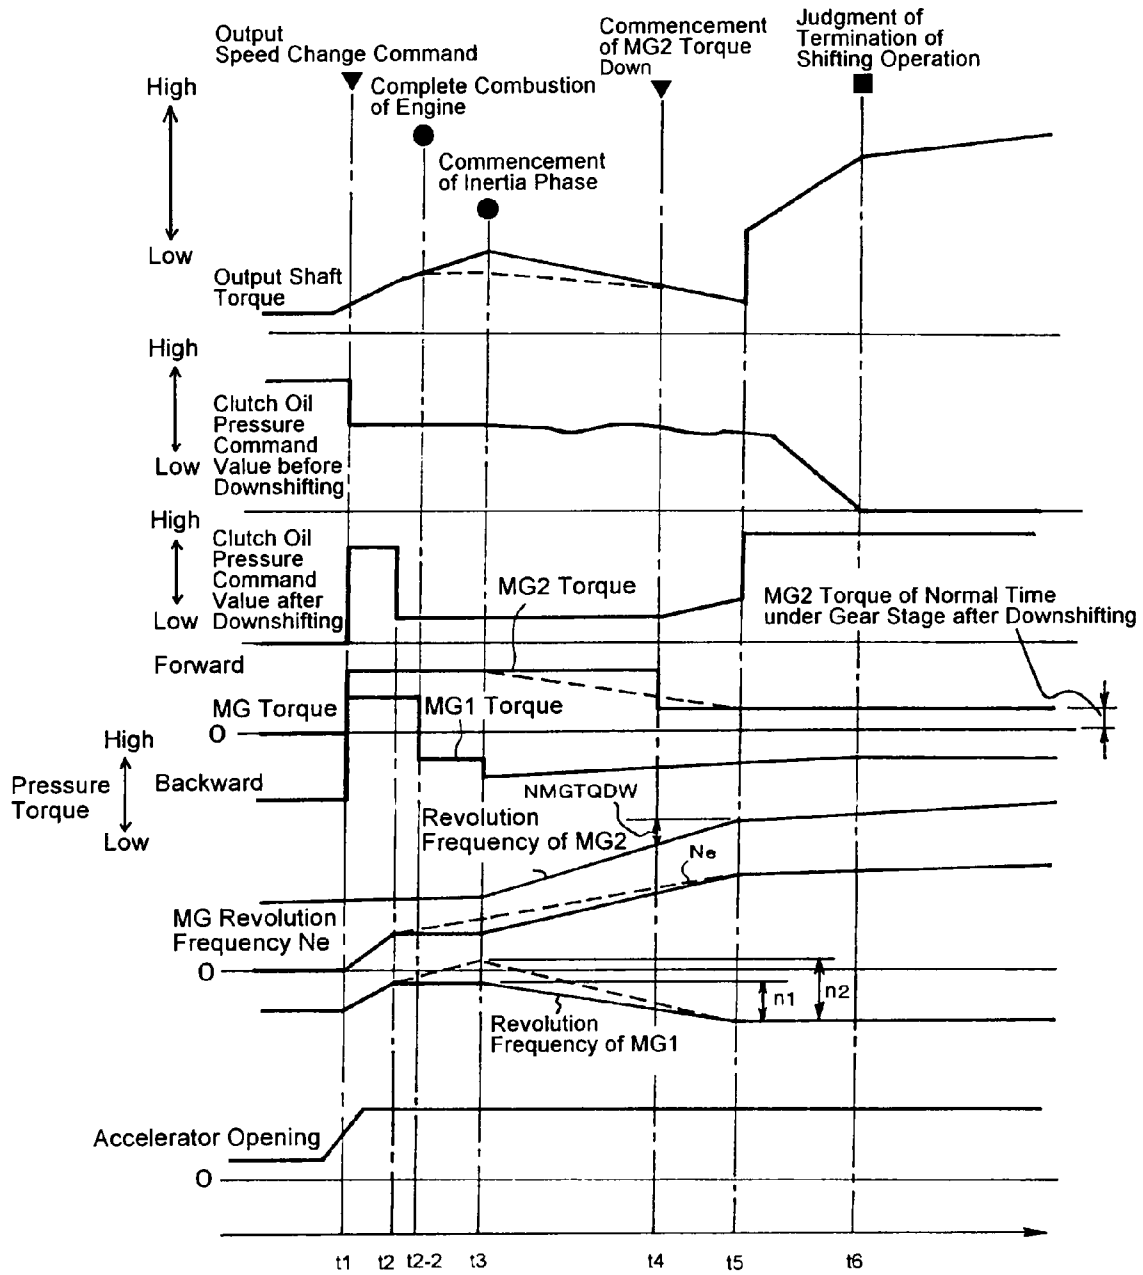 Output
Speed Change Command
Commencement
of MG2 Torque
Down
Judgment of
Termination of
Shifting Operation
High
Complete Combustion
of Engine
Commencement
of Inertia Phase
Low
Output Shaft
Torque
High
Clutch Oil
Pressure
Command
Value before
Downshifting
Low
High
Clutch Oil
Pressure
Command
Value after
Downshifting
Low
MG2 Torque
MG2 Torque of Normal Time
under Gear Stage after Downshifting
Forward
MG Torque
MG1 Torque
0
High
Pressure
Torque
Backward
Low
NMGTQDW
Revolution
Frequency of MG2
Ne
MG Revolution
Frequency Ne
0
n1
n2
Revolution
Frequency of MG1
Accelerator Opening
0
t1 t2 t2-2 t3 t4 t5 t6